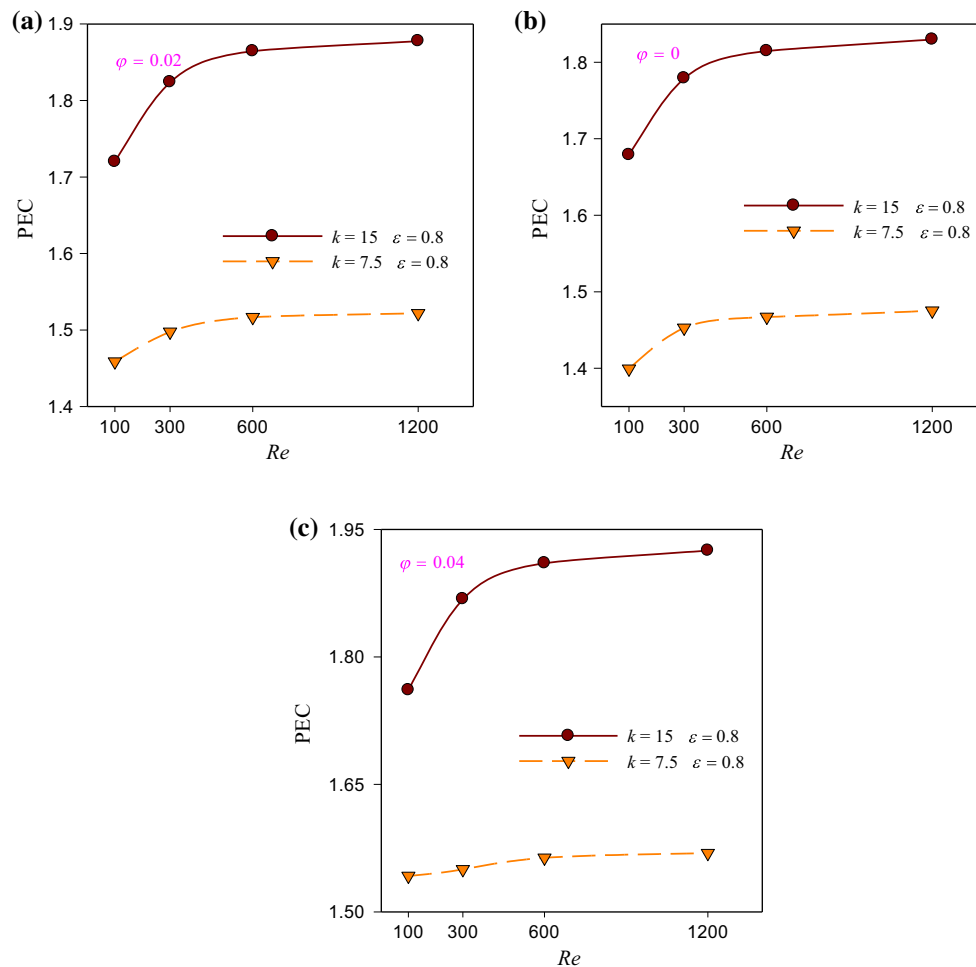 (a)
1.9
1.8
1.7
1.6
1.5
1.4
PEC
φ = 0.02
k = 15 ε = 0.8
k = 7.5 ε = 0.8
100 300 600 1200
Re
(b)
1.8
1.7
1.6
1.5
1.4
PEC
φ = 0
k = 15 ε = 0.8
k = 7.5 ε = 0.8
100 300 600 1200
Re
(c)
1.95
1.80
1.65
1.50
PEC
φ = 0.04
k = 15 ε = 0.8
k = 7.5 ε = 0.8
100 300 600 1200
Re